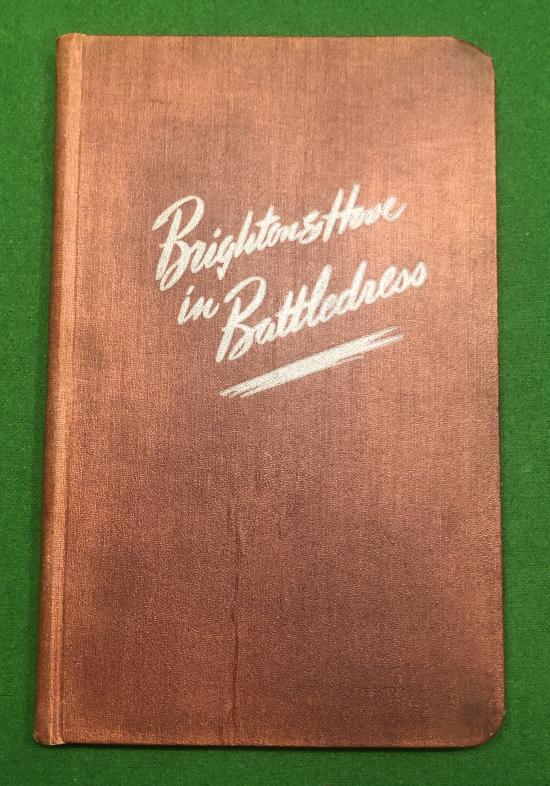 Brighton & Hove
in Battledress